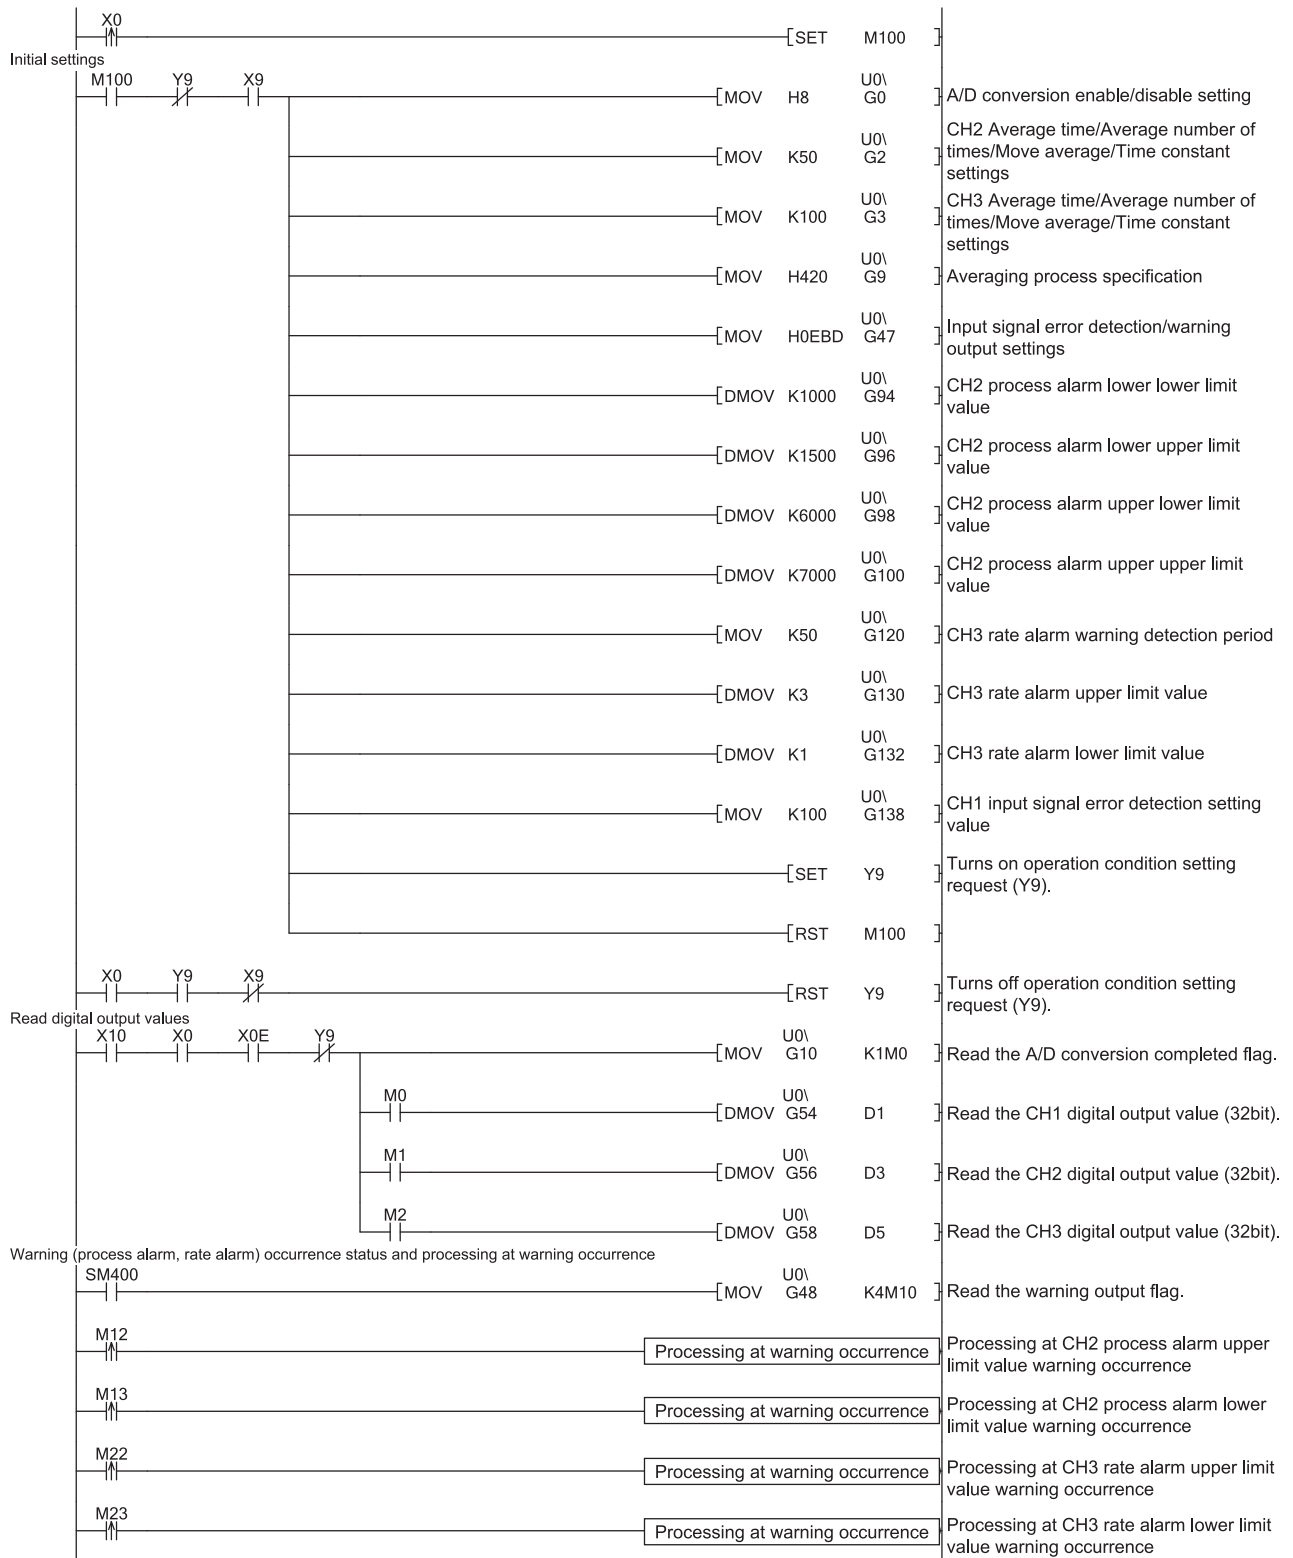 X0
[SET M100 ]
Initial settings
M100 Y9 X9
U0\
[MOV H8 G0 ] A/D conversion enable/disable setting
U0\
[MOV K50 G2 ] CH2 Average time/Average number of
times/Move average/Time constant
settings
U0\
[MOV K100 G3 ] CH3 Average time/Average number of
times/Move average/Time constant
settings
U0\
[MOV H420 G9 ] Averaging process specification
U0\
[MOV H0EBD G47 ] Input signal error detection/warning
output settings
U0\
[DMOV K1000 G94 ] CH2 process alarm lower lower limit
value
U0\
[DMOV K1500 G96 ] CH2 process alarm lower upper limit
value
U0\
[DMOV K6000 G98 ] CH2 process alarm upper lower limit
value
U0\
[DMOV K7000 G100 ] CH2 process alarm upper upper limit
value
U0\
[MOV K50 G120 ] CH3 rate alarm warning detection period
U0\
[DMOV K3 G130 ] CH3 rate alarm upper limit value
U0\
[DMOV K1 G132 ] CH3 rate alarm lower limit value
U0\
[MOV K100 G138 ] CH1 input signal error detection setting
value
[SET Y9 ] Turns on operation condition setting
request (Y9).
[RST M100 ]
X0 Y9 X9
[RST Y9 ] Turns off operation condition setting
request (Y9).
Read digital output values
X10 X0 X0E Y9
U0\
[MOV G10 K1M0 ] Read the A/D conversion completed flag.
M0
U0\
[DMOV G54 D1 ] Read the CH1 digital output value (32bit).
M1
U0\
[DMOV G56 D3 ] Read the CH2 digital output value (32bit).
M2
U0\
[DMOV G58 D5 ] Read the CH3 digital output value (32bit).
Warning (process alarm, rate alarm) occurrence status and processing at warning occurrence
SM400
U0\
[MOV G48 K4M10 ] Read the warning output flag.
M12
Processing at warning occurrence Processing at CH2 process alarm upper
limit value warning occurrence
M13
Processing at warning occurrence Processing at CH2 process alarm lower
limit value warning occurrence
M22
Processing at warning occurrence Processing at CH3 rate alarm upper limit
value warning occurrence
M23
Processing at warning occurrence Processing at CH3 rate alarm lower limit
value warning occurrence